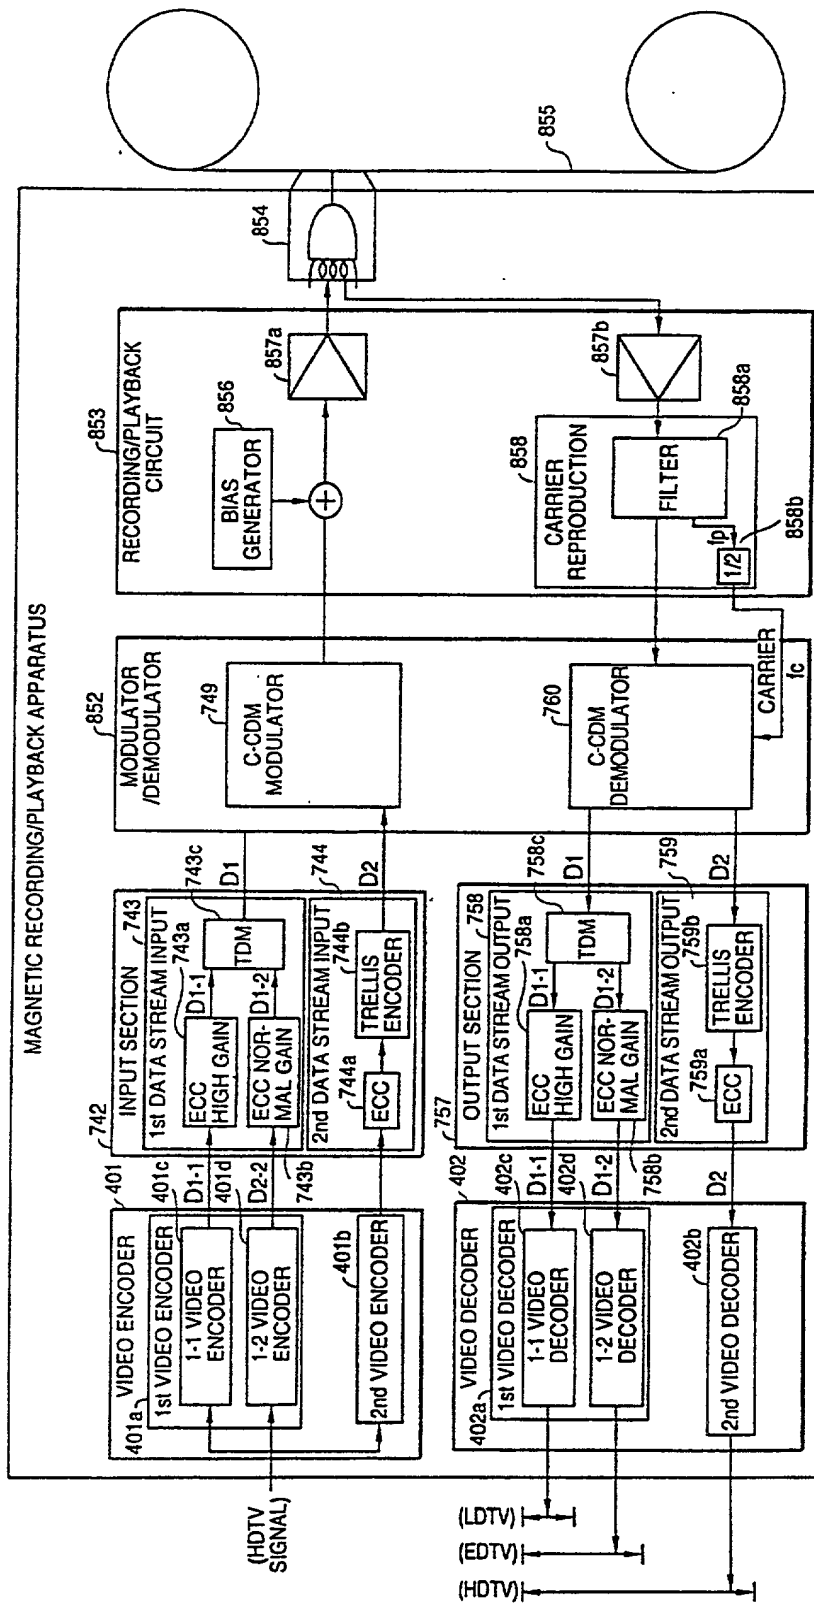 MAGNETIC RECORDING/PLAYBACK APPARATUS
(HDTV
SIGNAL)
401
VIDEO ENCODER
401a
1st VIDEO ENCODER
401c
1-1 VIDEO
ENCODER
401d
1-2 VIDEO
ENCODER
401b
2nd VIDEO ENCODER
D1-1
D2-2
742
INPUT SECTION
743
1st DATA STREAM INPUT
743a
ECC
HIGH GAIN
ECC NOR-
MAL GAIN
743b
D1-1
D1-2
743c
TDM
D1
744
2nd DATA STREAM INPUT
744a
ECC
744b
TRELLIS
ENCODER
D2
852
MODULATOR
/DEMODULATOR
749
C-CDM
MODULATOR
853
RECORDING/PLAYBACK
CIRCUIT
856
BIAS
GENERATOR
+
857a
854
855
857b
858
CARRIER
REPRODUCTION
858a
FILTER
fp
1/2
858b
CARRIER
fc
760
C-CDM
DEMODULATOR
D1
D2
757
OUTPUT SECTION
758
1st DATA STREAM OUTPUT
758a
ECC
HIGH GAIN
ECC NOR-
MAL GAIN
758b
D1-1
D1-2
758c
TDM
759
2nd DATA STREAM OUTPUT
759a
ECC
759b
TRELLIS
ENCODER
D1-1
D1-2
D2
402
VIDEO DECODER
402a
1st VIDEO DECODER
402c
1-1 VIDEO
DECODER
402d
1-2 VIDEO
DECODER
402b
2nd VIDEO DECODER
(LDTV)
(EDTV)
(HDTV)